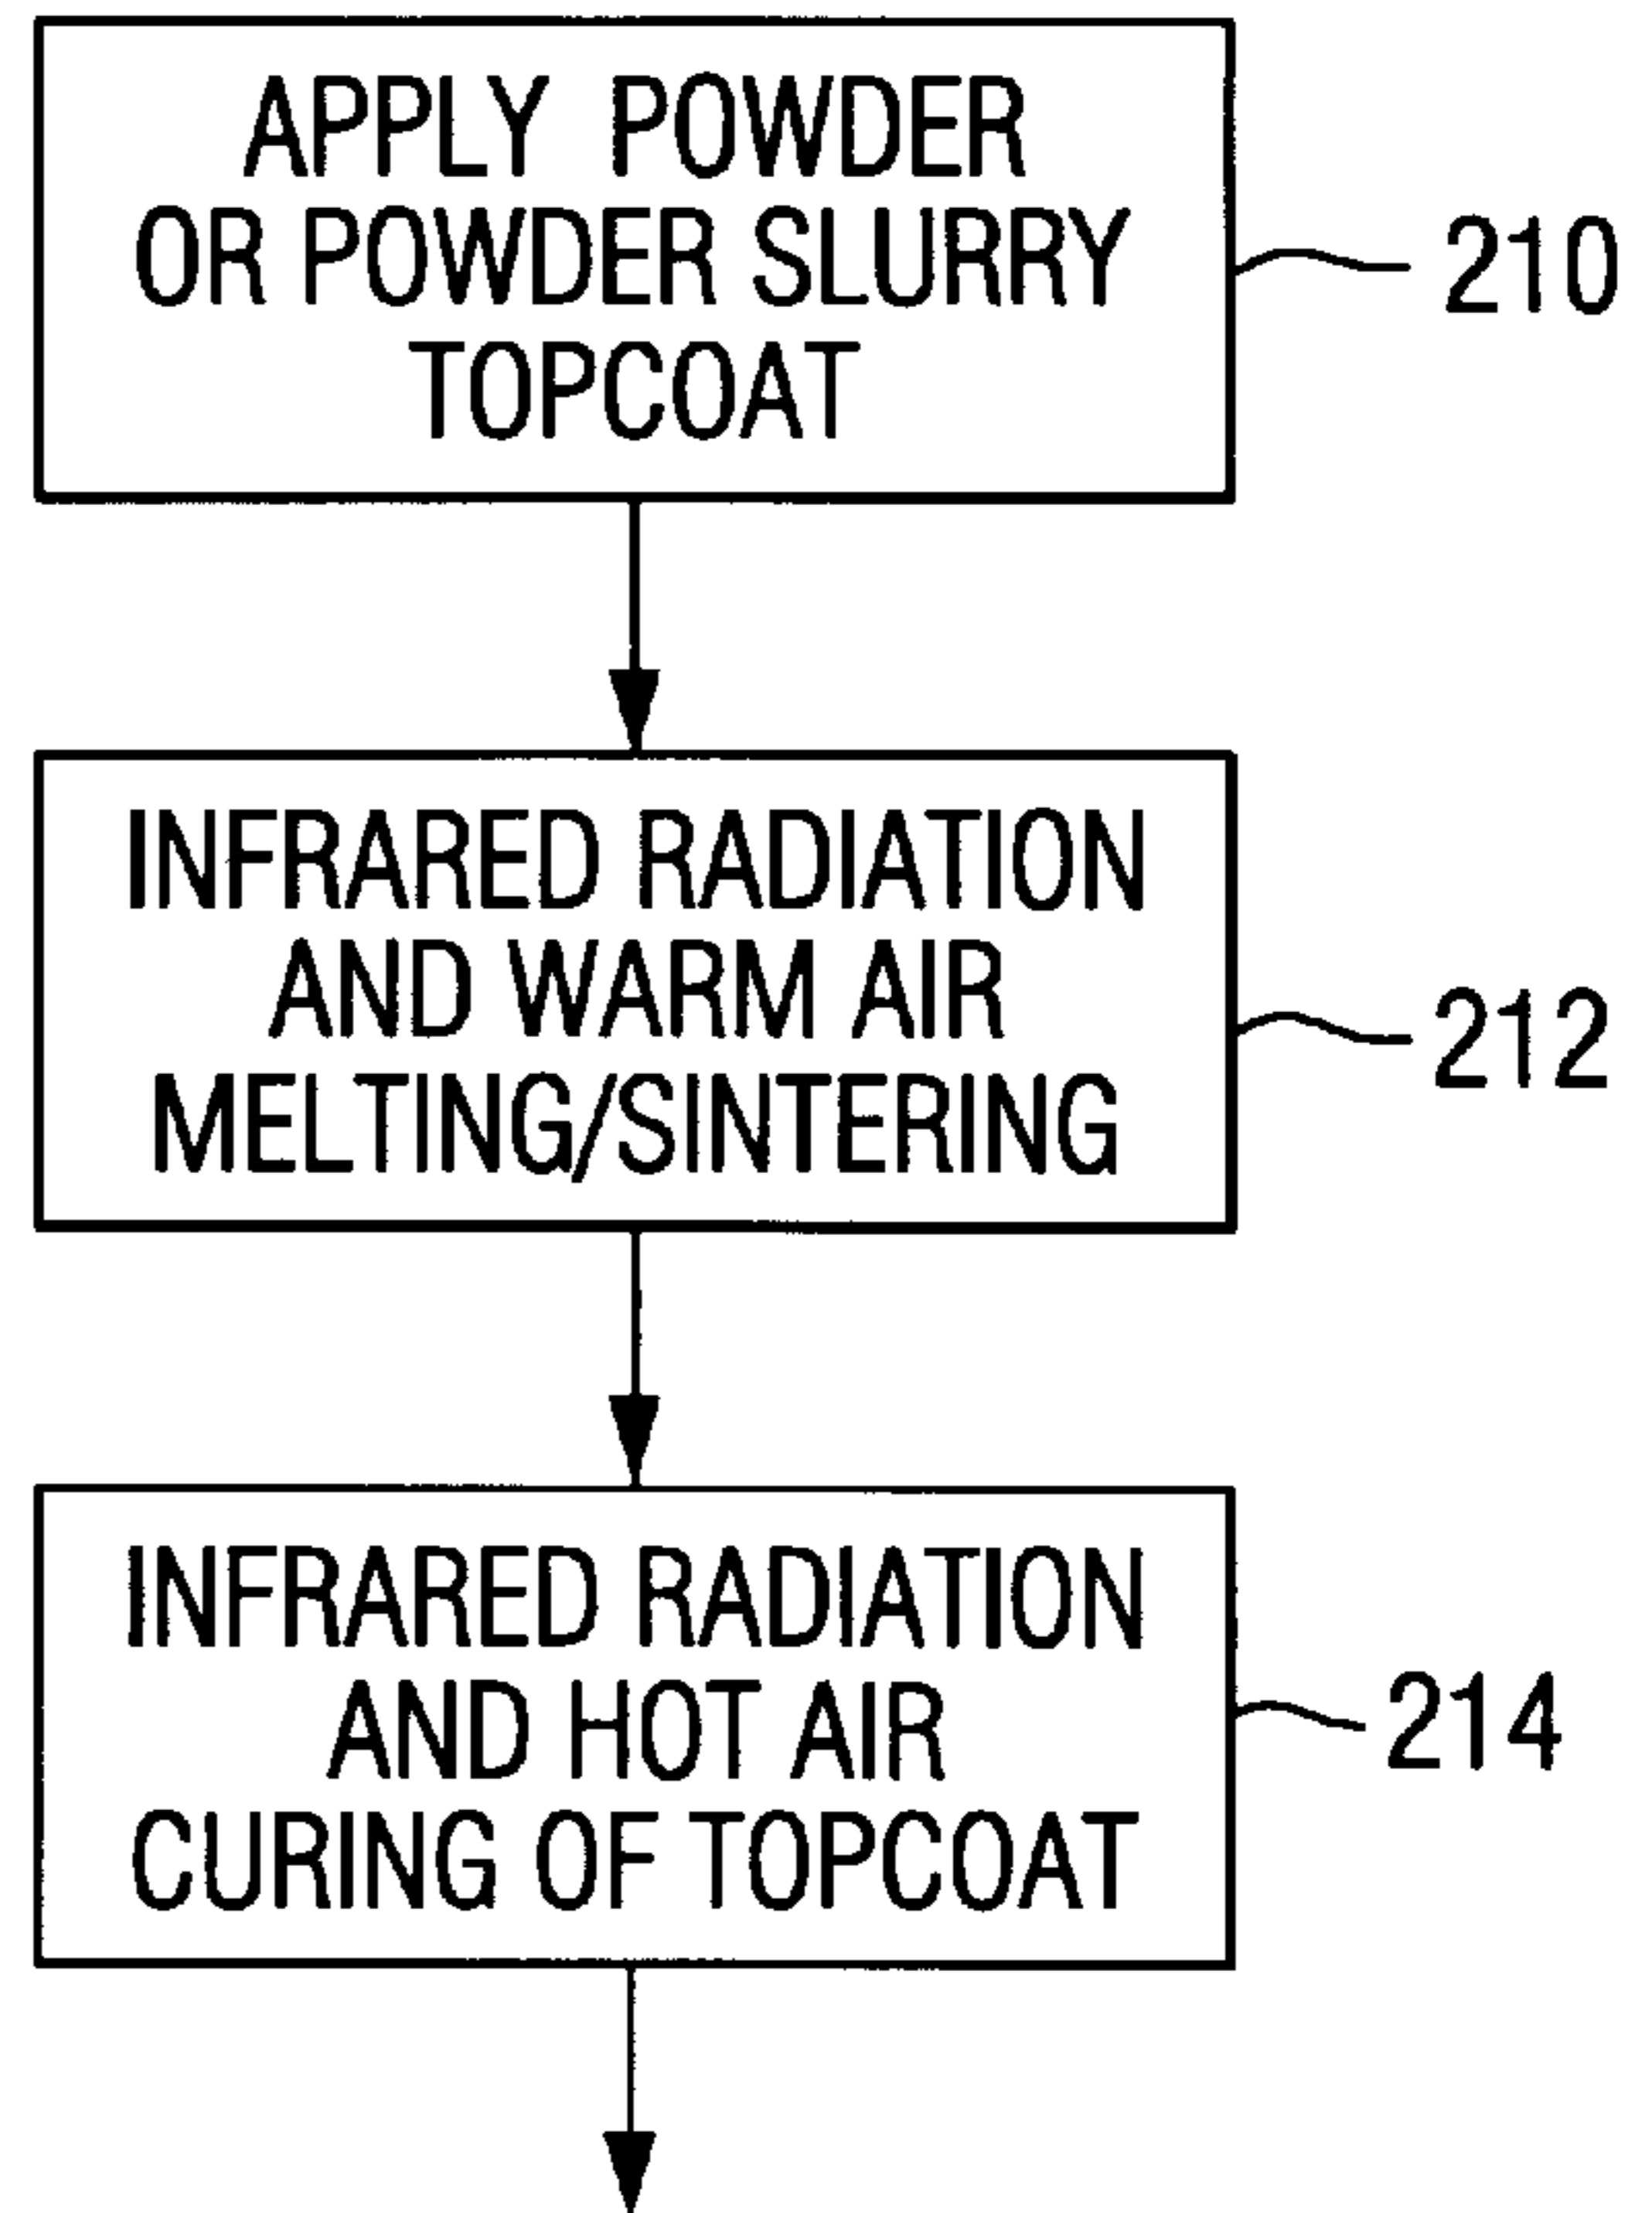 APPLY POWDER
OR POWDER SLURRY
TOPCOAT
210
INFRARED RADIATION
AND WARM AIR
MELTING/SINTERING
212
INFRARED RADIATION
AND HOT AIR
CURING OF TOPCOAT
214